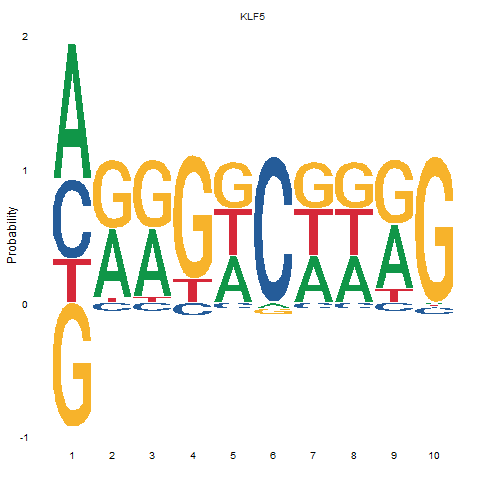 KLF5
2
1
0
-1
Probability
A C T G
G A T C
G A T C
G T C
G T A C
C A G
G T A C
G T A C
G A T C
G C
1 2 3 4 5 6 7 8 9 10